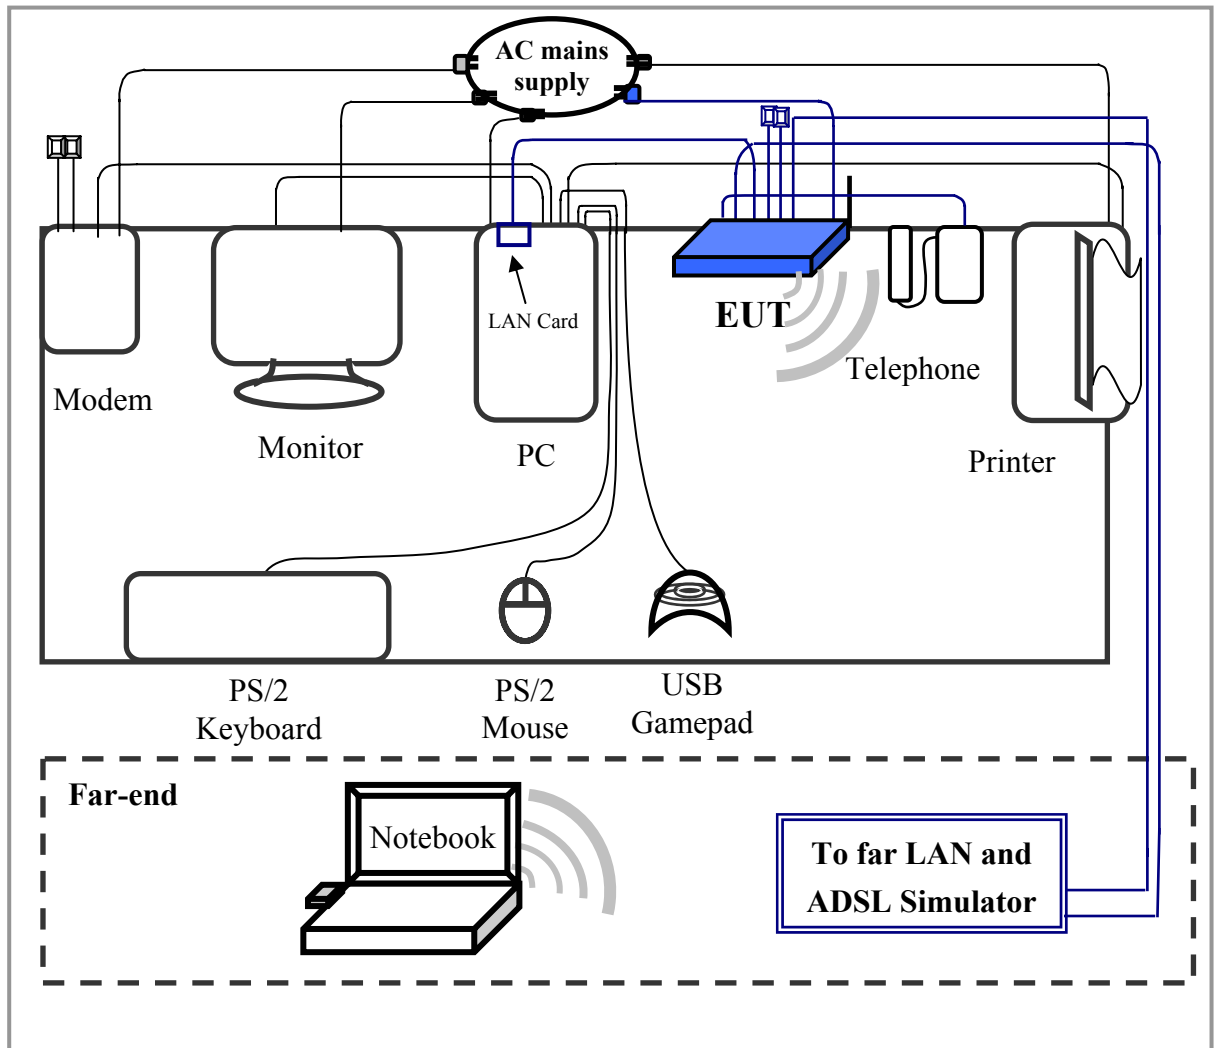 AC mains
supply
LAN Card
EUT
Telephone
Modem
Monitor
PC
Printer
PS/2
Keyboard
PS/2
Mouse
USB
Gamepad
Far-end
Notebook
To far LAN and
ADSL Simulator